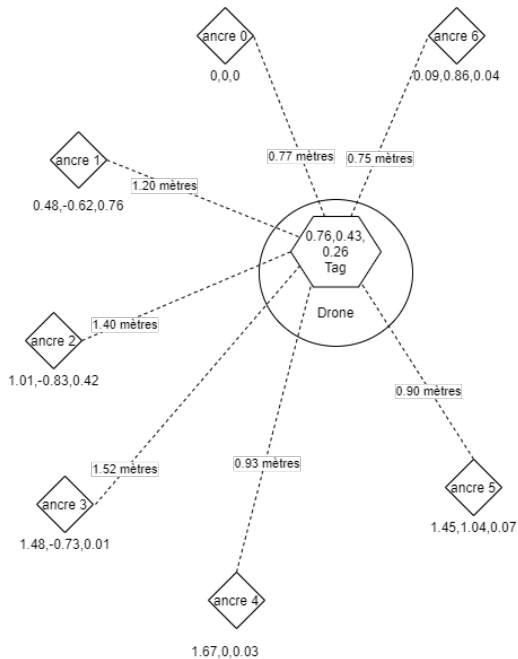 ancre 0
0,0,0
ancre 6
0.09,0.86,0.04
0.77 mètres
0.75 mètres
ancre 1
1.20 mètres
0.48,-0.62,0.76
0.76,0.43,
0.26
Tag
Drone
ancre 2
1.40 mètres
1.01,-0.83,0.42
0.90 mètres
1.52 mètres
0.93 mètres
ancre 3
1.48,-0.73,0.01
ancre 5
1.45,1.04,0.07
ancre 4
1.67,0,0.03